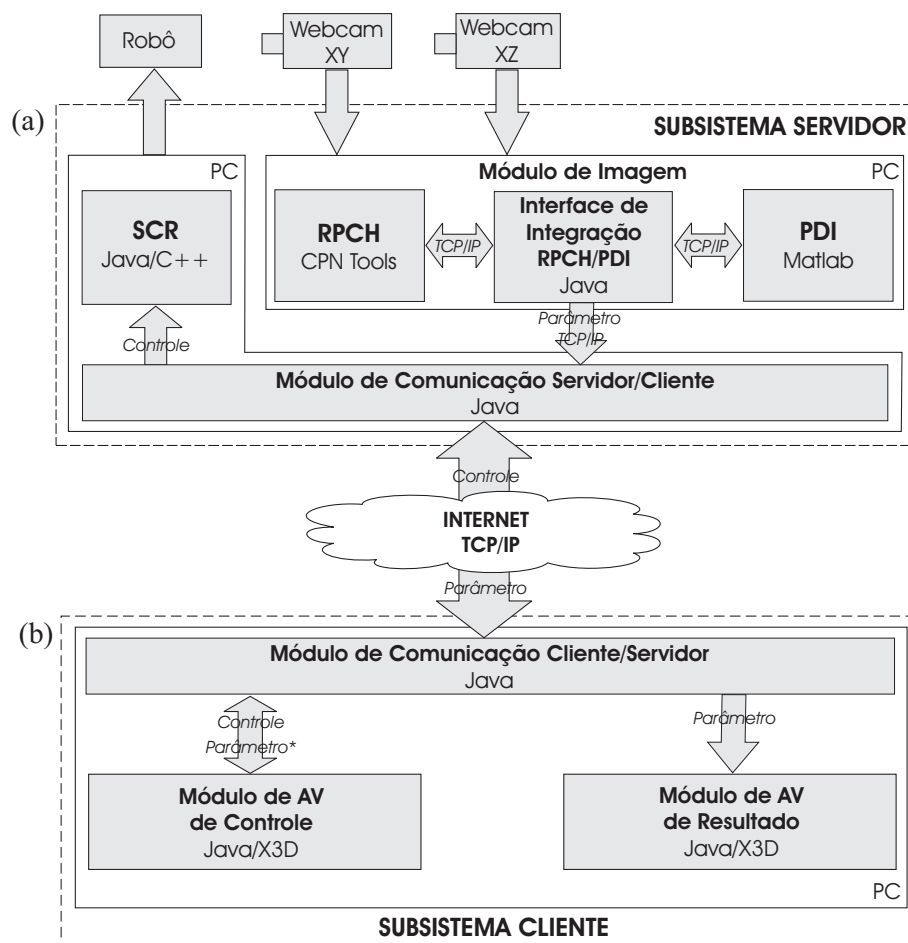 Robô
Webcam
XY
Webcam
XZ
(a)
SUBSISTEMA SERVIDOR
PC
SCR
Java/C++
Módulo de Imagem
PC
RPCH
CPN Tools
TCP/IP
Interface de
Integração
RPCH/PDI
Java
TCP/IP
PDI
Matlab
Controle
Parâmetro
TCP/IP
Módulo de Comunicação Servidor/Cliente
Java
Controle
INTERNET
TCP/IP
Parâmetro
(b)
Módulo de Comunicação Cliente/Servidor
Java
Controle
Parâmetro*
Parâmetro
Módulo de AV
de Controle
Java/X3D
Módulo de AV
de Resultado
Java/X3D
PC
SUBSISTEMA CLIENTE